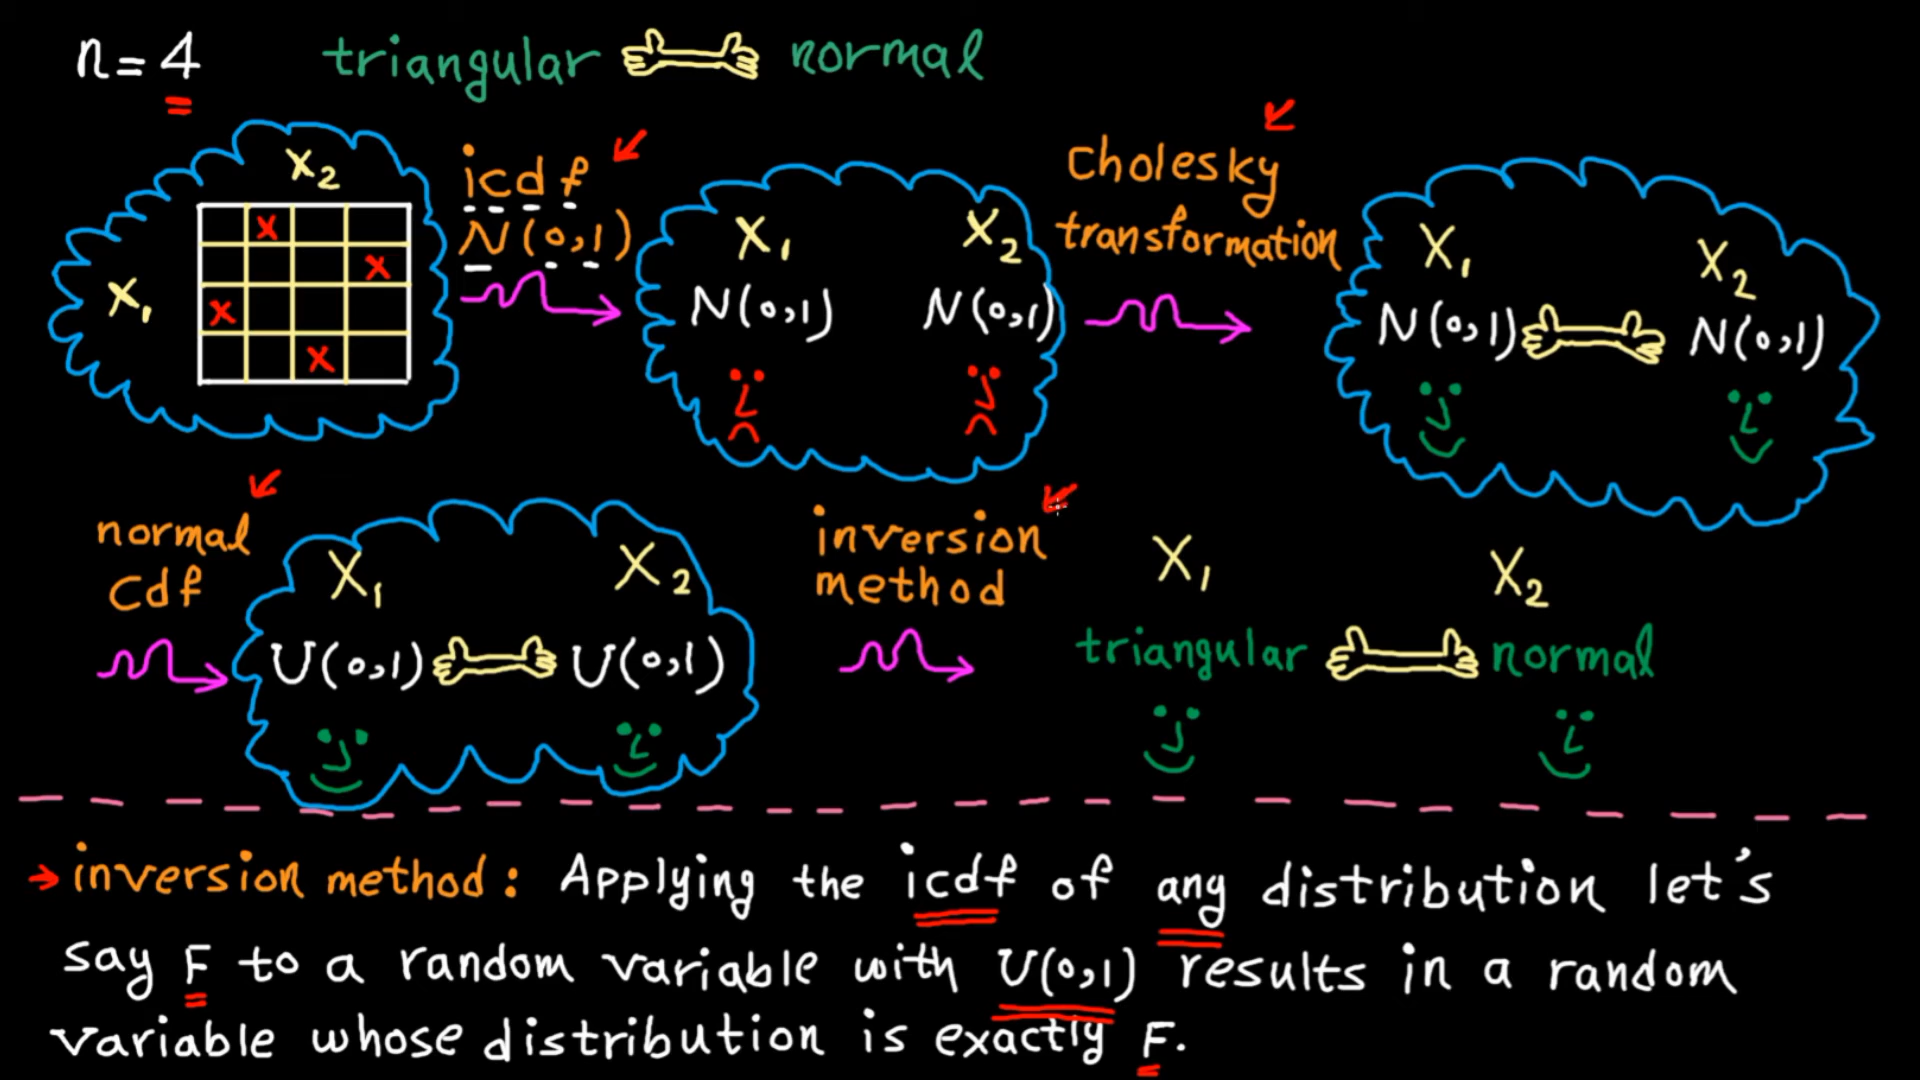 n = 4 triangular normal
X₂
X₁
x
x
x
x
icdf
N(0,1)
X₁ X₂
N(0,1) N(0,1)
Cholesky
transformation
X₁ X₂
N(0,1) N(0,1)
normal
cdf
X₁ X₂
U(0,1) U(0,1)
inversion
method
X₁ X₂
triangular normal
inversion method: Applying the icdf of any distribution let's
say F to a random variable with U(0,1) results in a random
variable whose distribution is exactly F.